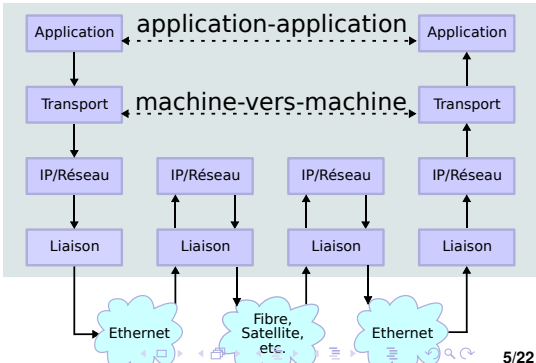 Application application-application Application
Transport machine-vers-machine Transport
IP/Réseau IP/Réseau IP/Réseau IP/Réseau
Liaison Liaison Liaison Liaison
Ethernet
Fibre,
Satellite,
etc.
Ethernet
5/22